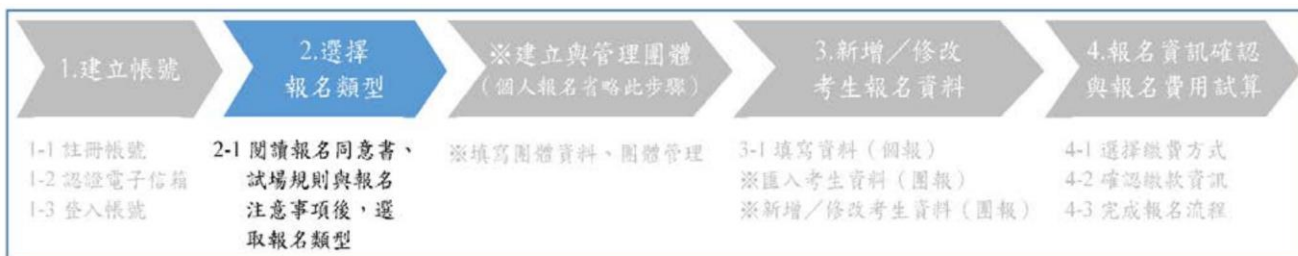 1.建立帳號
2.選擇
報名類型
※建立與管理團體
(個人報名省略此步驟)
3.新增／修改
考生報名資料
4.報名資訊確認
與報名費用試算
1-1 註冊帳號
1-2 認證電子信箱
1-3 登入帳號
2-1 閱讀報名同意書、
試場規則與報名
注意事項後，選
取報名類型
※填寫團體資料、團體管理
3-1 填寫資料（個報）
※匯入考生資料（團報）
※新增／修改考生資料（團報）
4-1 選擇繳費方式
4-2 確認繳款資訊
4-3 完成報名流程